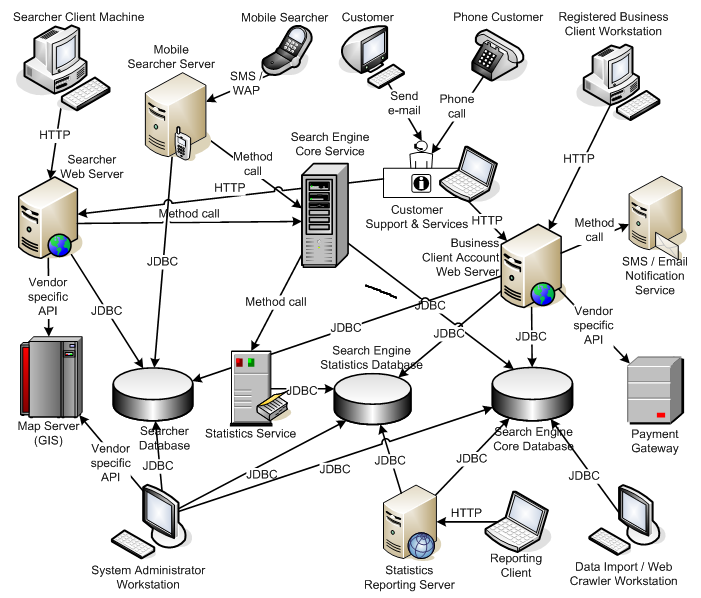 Searcher Client Machine
Mobile Searcher
Customer
Phone Customer
Registered Business
Client Workstation
Mobile
Searcher Server
SMS /
WAP
Send
e-mail
Phone
call
HTTP
Searcher
Web Server
Search Engine
Core Service
Method
call
HTTP
HTTP
Method call
Customer
Support & Services
HTTP
Business
Client Account
Web Server
Method
call
SMS / Email
Notification
Service
JDBC
Vendor
specific
API
JDBC
Method call
JDBC
JDBC
JDBC
JDBC
Vendor
specific
API
Search Engine
Statistics Database
JDBC
Map Server
(GIS)
Searcher
Database
Statistics Service
Search Engine
Core Database
Payment
Gateway
Vendor
specific
API
JDBC
JDBC
JDBC
JDBC
JDBC
JDBC
HTTP
System Administrator
Workstation
Statistics
Reporting Server
Reporting
Client
Data Import / Web
Crawler Workstation